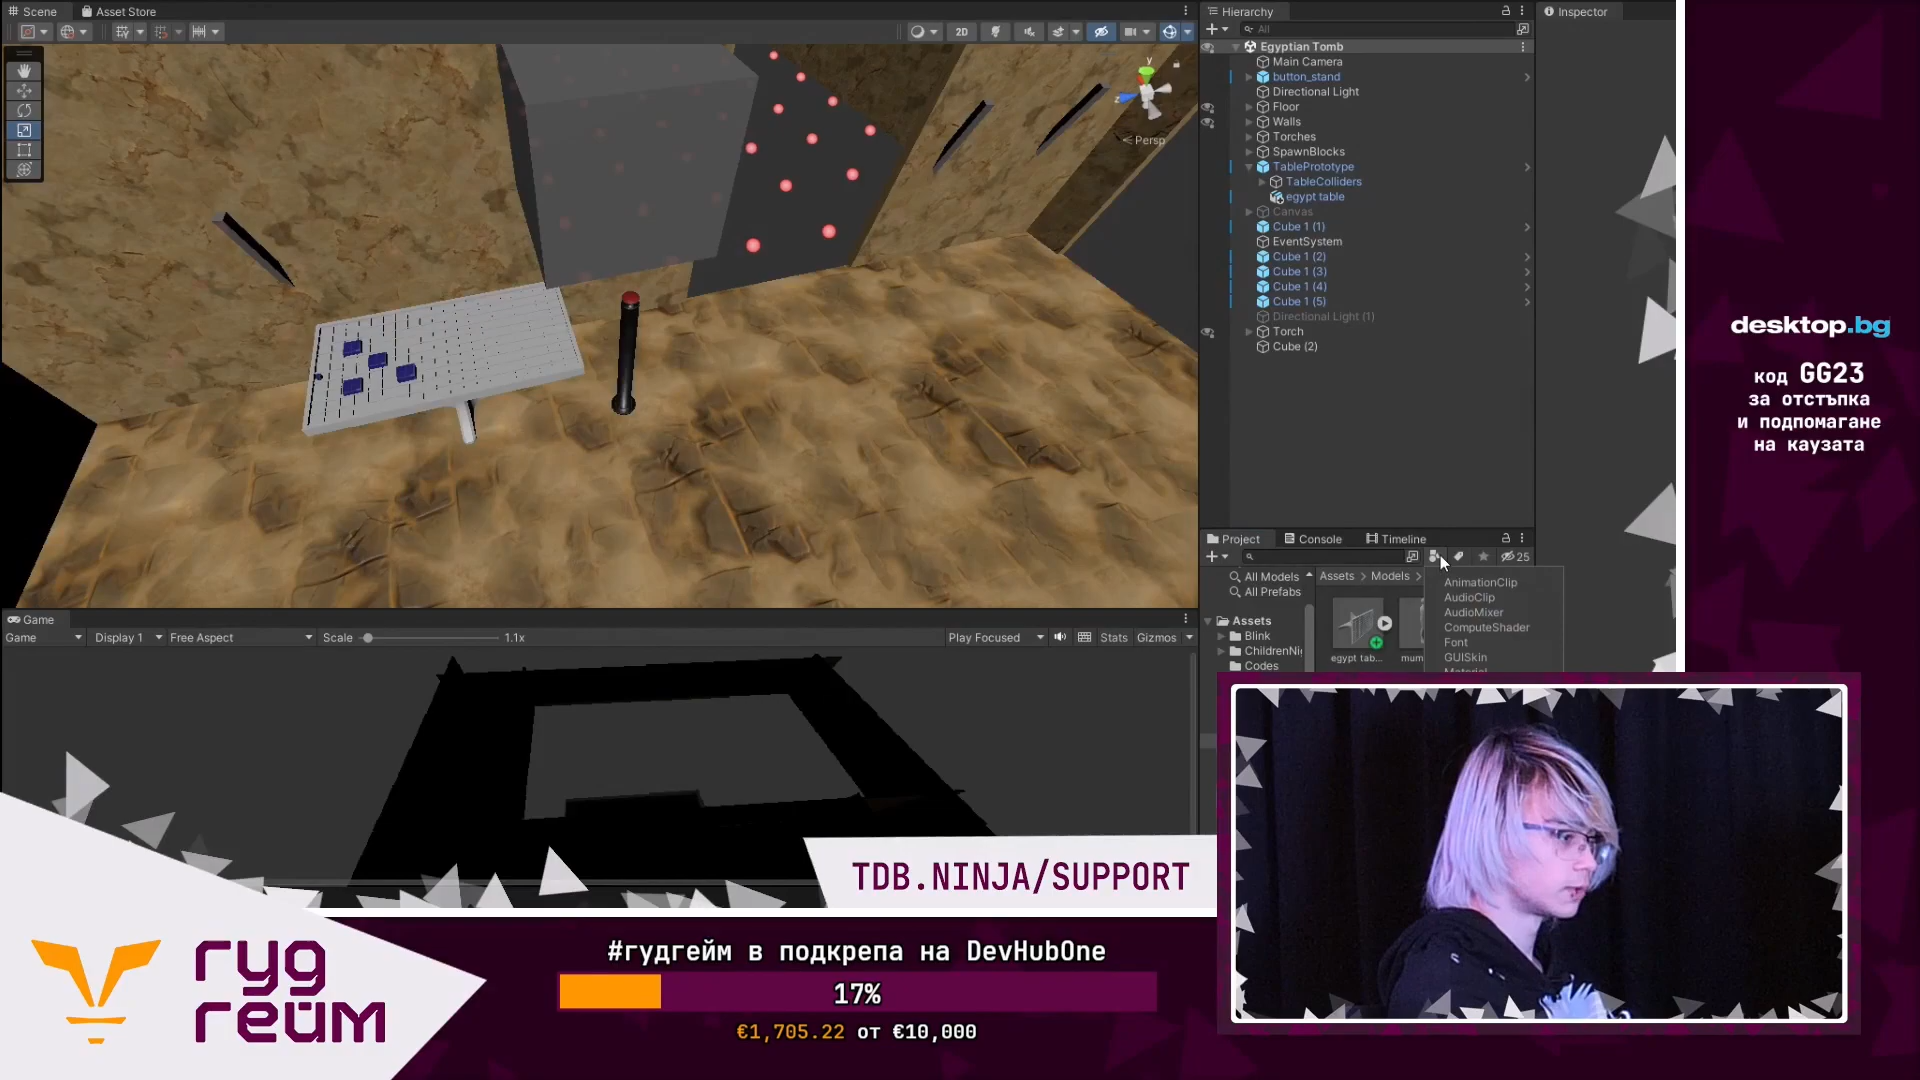 Scene
Asset Store
2D
y
z
Persp
Hierarchy
All
Egyptian Tomb
Main Camera
button_stand
Directional Light
Floor
Walls
Torches
SpawnBlocks
TablePrototype
TableColliders
egypt table
Canvas
Cube 1 (1)
EventSystem
Cube 1 (2)
Cube 1 (3)
Cube 1 (4)
Cube 1 (5)
Directional Light (1)
Torch
Cube (2)
Inspector
Project
Console
Timeline
25
All Models
All Prefabs
Assets > Models >
Assets
Blink
ChildrenNi
Codes
egypt tab...
mum
AnimationClip
AudioClip
AudioMixer
ComputeShader
Font
GUISkin
Material
Game
Game
Display 1
Free Aspect
Scale
1.1x
Play Focused
Stats
Gizmos
desktop.bg
код GG23
за отстъпка
и подпомагане
на каузата
TDB.NINJA/SUPPORT
гуд
гейм
#гудгейм в подкрепа на DevHubOne
17%
€1,705.22 от €10,000